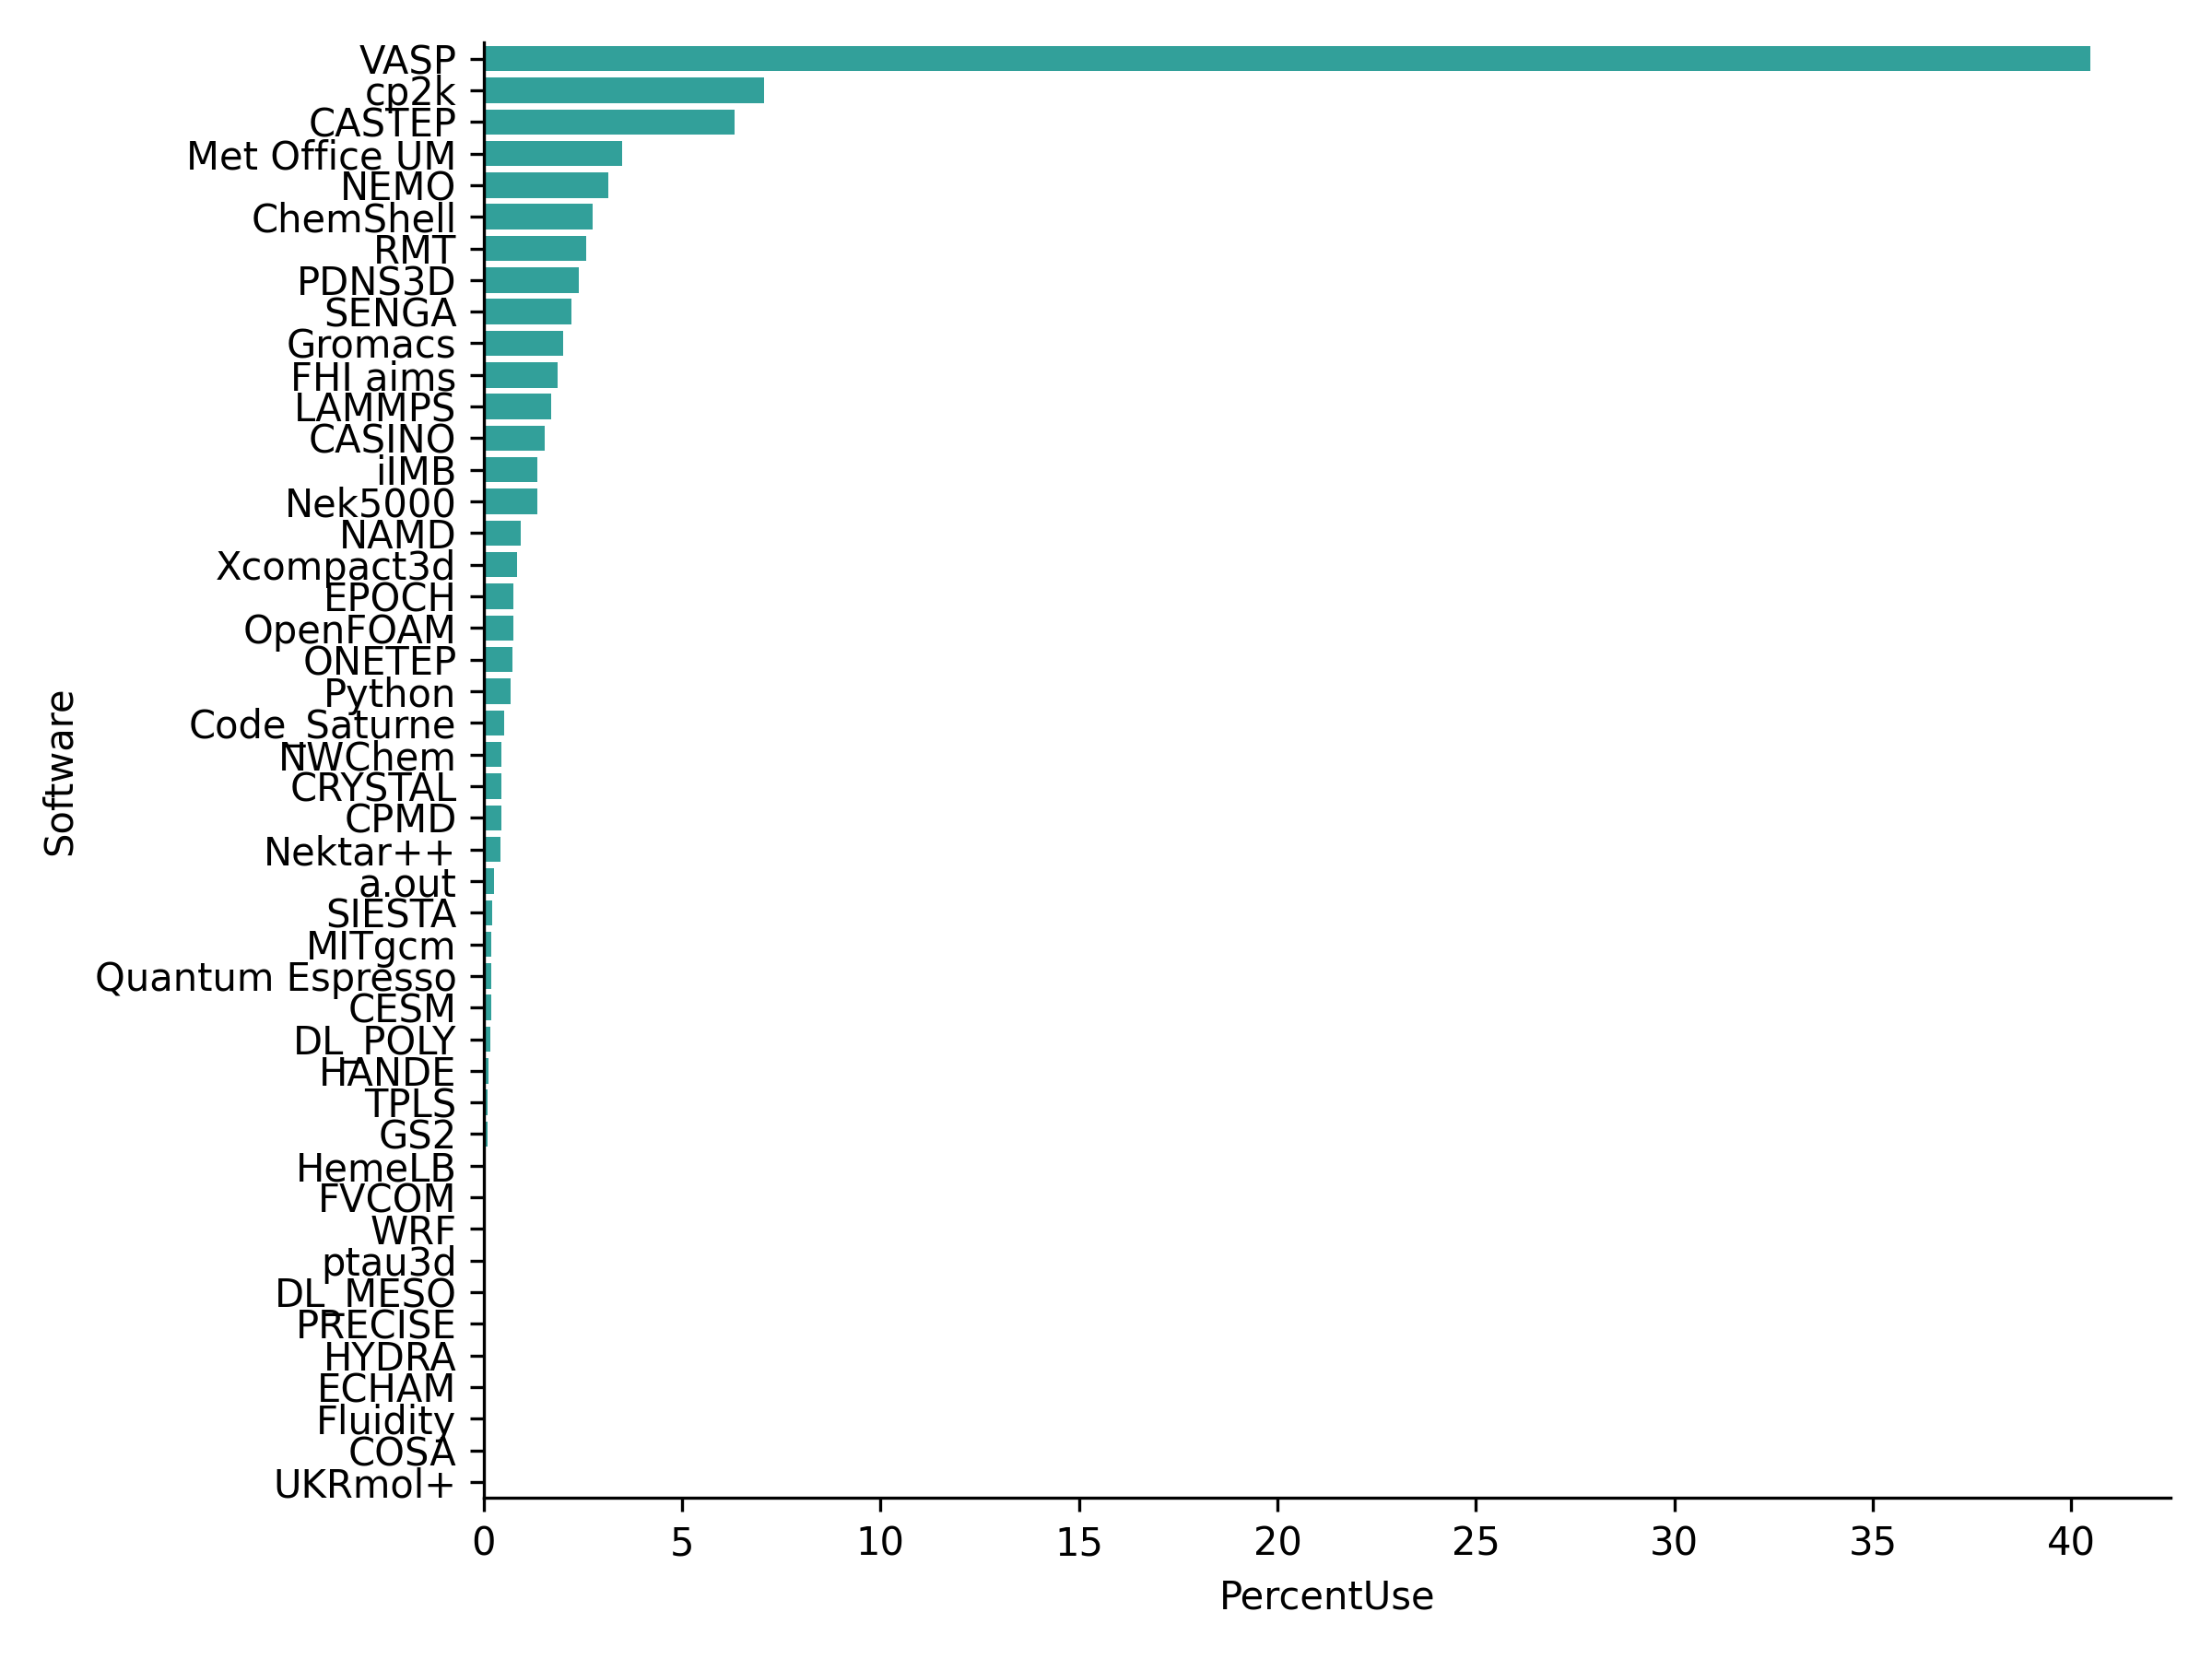 VASP
cp2k
CASTEP
Met Office UM
NEMO
ChemShell
RMT
PDNS3D
SENGA
Gromacs
FHI aims
LAMMPS
CASINO
iIMB
Nek5000
NAMD
Xcompact3d
EPOCH
OpenFOAM
ONETEP
Python
Code_Saturne
NWChem
CRYSTAL
CPMD
Nektar++
a.out
SIESTA
MITgcm
Quantum Espresso
CESM
DL_POLY
HANDE
TPLS
GS2
HemeLB
FVCOM
WRF
ptau3d
DL_MESO
PRECISE
HYDRA
ECHAM
Fluidity
COSA
UKRmol+
Software
0 5 10 15 20 25 30 35 40
PercentUse